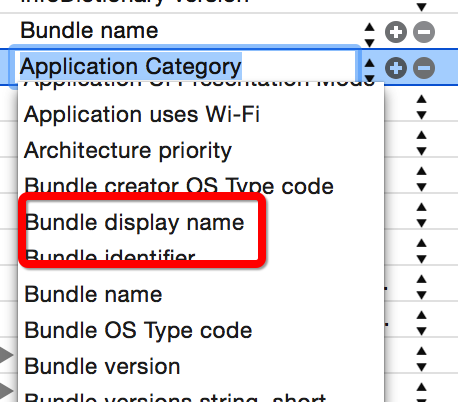 InfoDictionary version
Bundle name
Application Category
Application UI Presentation Mode
Application uses Wi-Fi
Architecture priority
Bundle creator OS Type code
Bundle display name
Bundle identifier
Bundle name
Bundle OS Type code
Bundle version
Bundle versions string, short